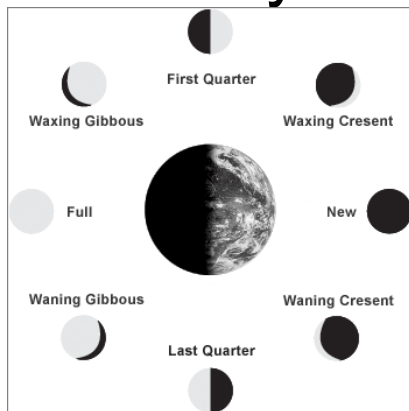 First Quarter
Waxing Gibbous
Waxing Cresent
Full
New
Waning Gibbous
Waning Cresent
Last Quarter